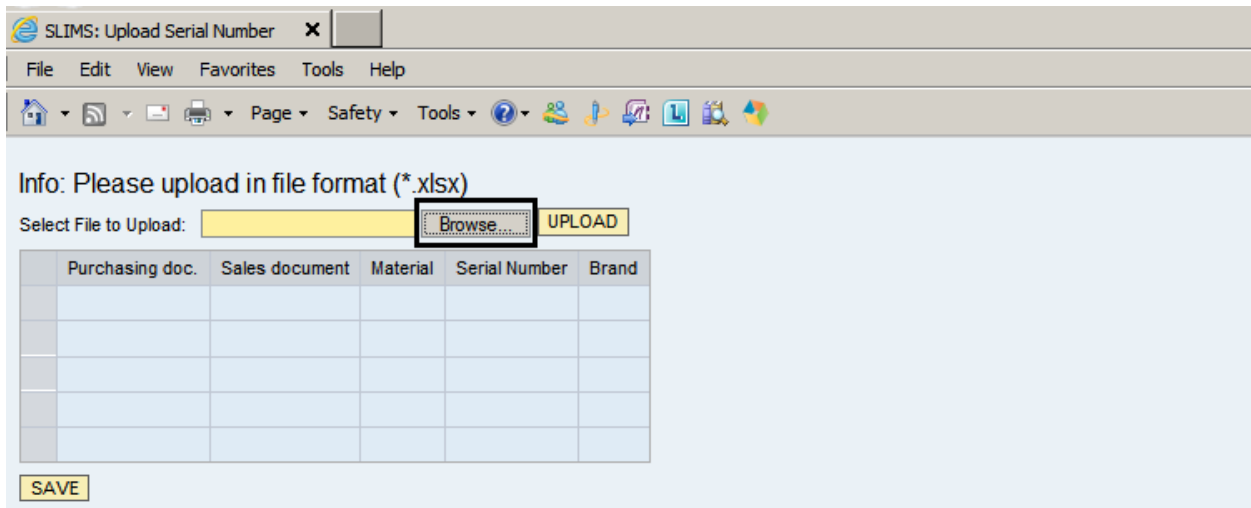 SLIMS: Upload Serial Number
File Edit View Favorites Tools Help
Page Safety Tools
Info: Please upload in file format (*.xlsx)
Select File to Upload: Browse... UPLOAD
Purchasing doc. Sales document Material Serial Number Brand
SAVE